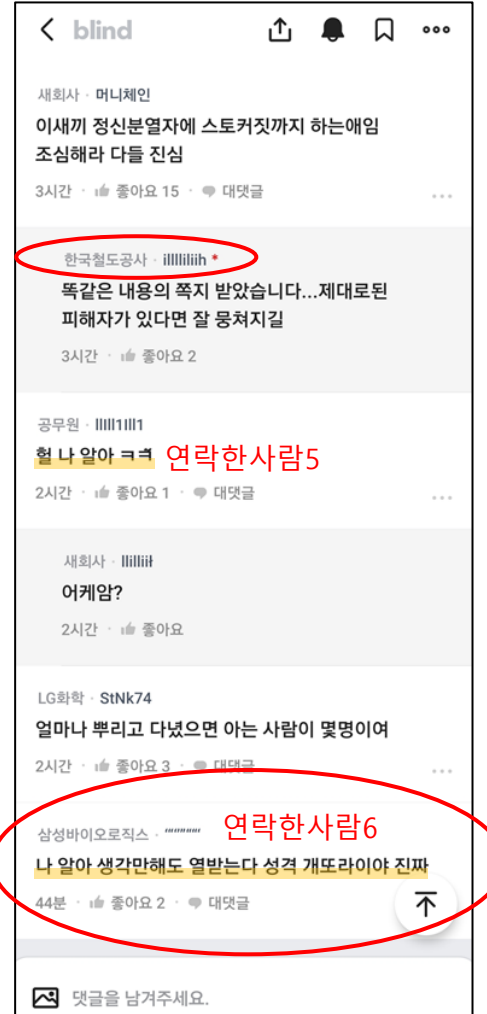 blind
새회사 · 머니체인
이새끼 정신분열자에 스토커짓까지 하는애임
조심해라 다들 진심
3시간 · 좋아요 15 · 대댓글
한국철도공사 · illlliliih *
똑같은 내용의 쪽지 받았습니다...제대로된
피해자가 있다면 잘 뭉쳐지길
3시간 · 좋아요 2
공무원 · lllll1lll1
헐 나 알아 ㅋㅋ 연락한사람5
2시간 · 좋아요 1 · 대댓글
새회사
어케암?
2시간 · 좋아요
LG화학 · StNk74
얼마나 뿌리고 다녔으면 아는 사람이 몇명이여
2시간 · 좋아요 3 · 대댓글
삼성바이오로직스 · 연락한사람6
나 알아 생각만해도 열받는다 성격 개또라이야 진짜
44분 · 좋아요 2 · 대댓글
댓글을 남겨주세요.